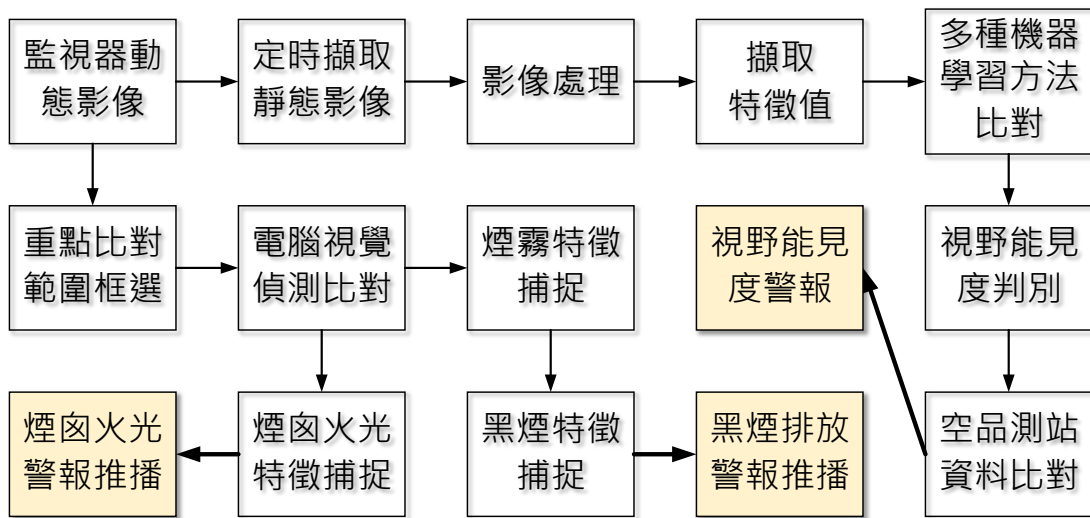 監視器動
態影像
定時擷取
靜態影像
影像處理
擷取
特徵值
多種機器
學習方法
比對
重點比對
範圍框選
電腦視覺
偵測比對
煙霧特徵
捕捉
視野能見
度警報
視野能見
度判別
煙囪火光
警報推播
煙囪火光
特徵捕捉
黑煙特徵
捕捉
黑煙排放
警報推播
空品測站
資料比對